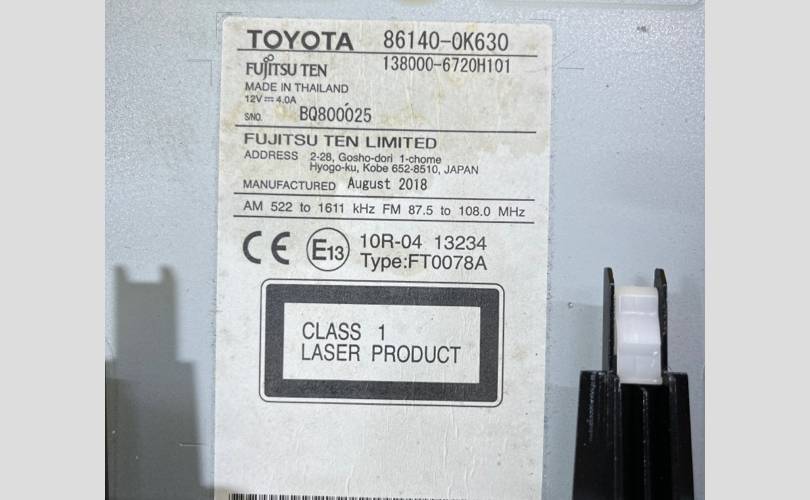 TOYOTA 86140-0K630
FUJITSU TEN 138000-6720H101
MADE IN THAILAND
12V⎓4.0A
S/NO. BQ800025
FUJITSU TEN LIMITED
ADDRESS 2-28, Gosho-dori 1-chome
Hyogo-ku, Kobe 652-8510, JAPAN
MANUFACTURED August 2018
AM 522 to 1611 kHz FM 87.5 to 108.0 MHz
CE E13 10R-04 13234
Type:FT0078A
CLASS 1
LASER PRODUCT